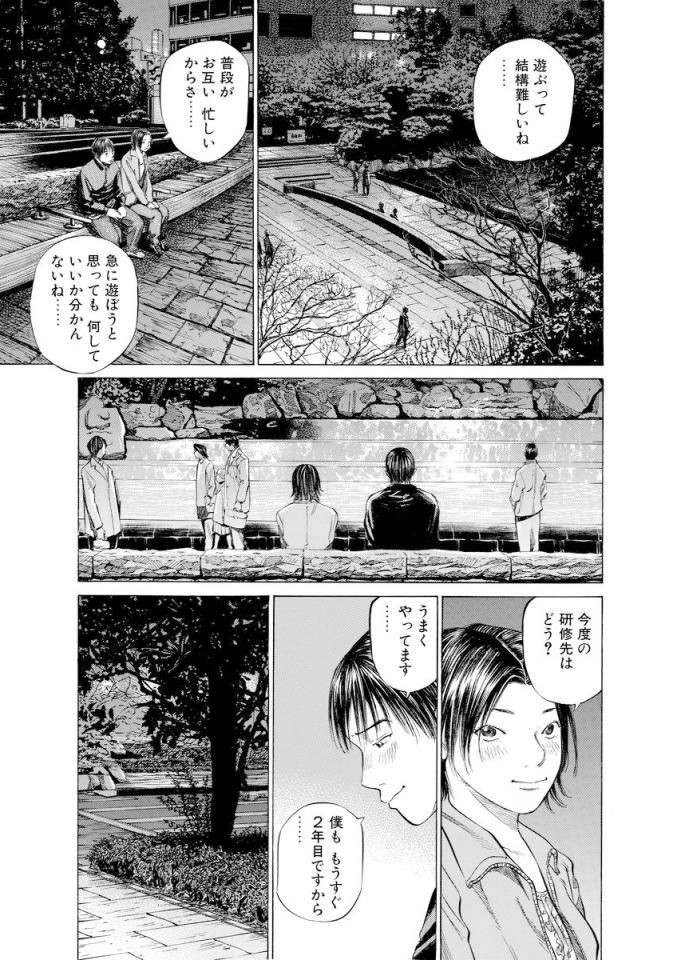 遊ぶって
結構難しいね
……
普段が
お互い 忙しい
からさ……
急に遊ぼうと
思っても 何して
いいか分かん
ないね……
今度の
研修先は
どう？
うまく
やってます
……
僕も もうすぐ
２年目ですから
……